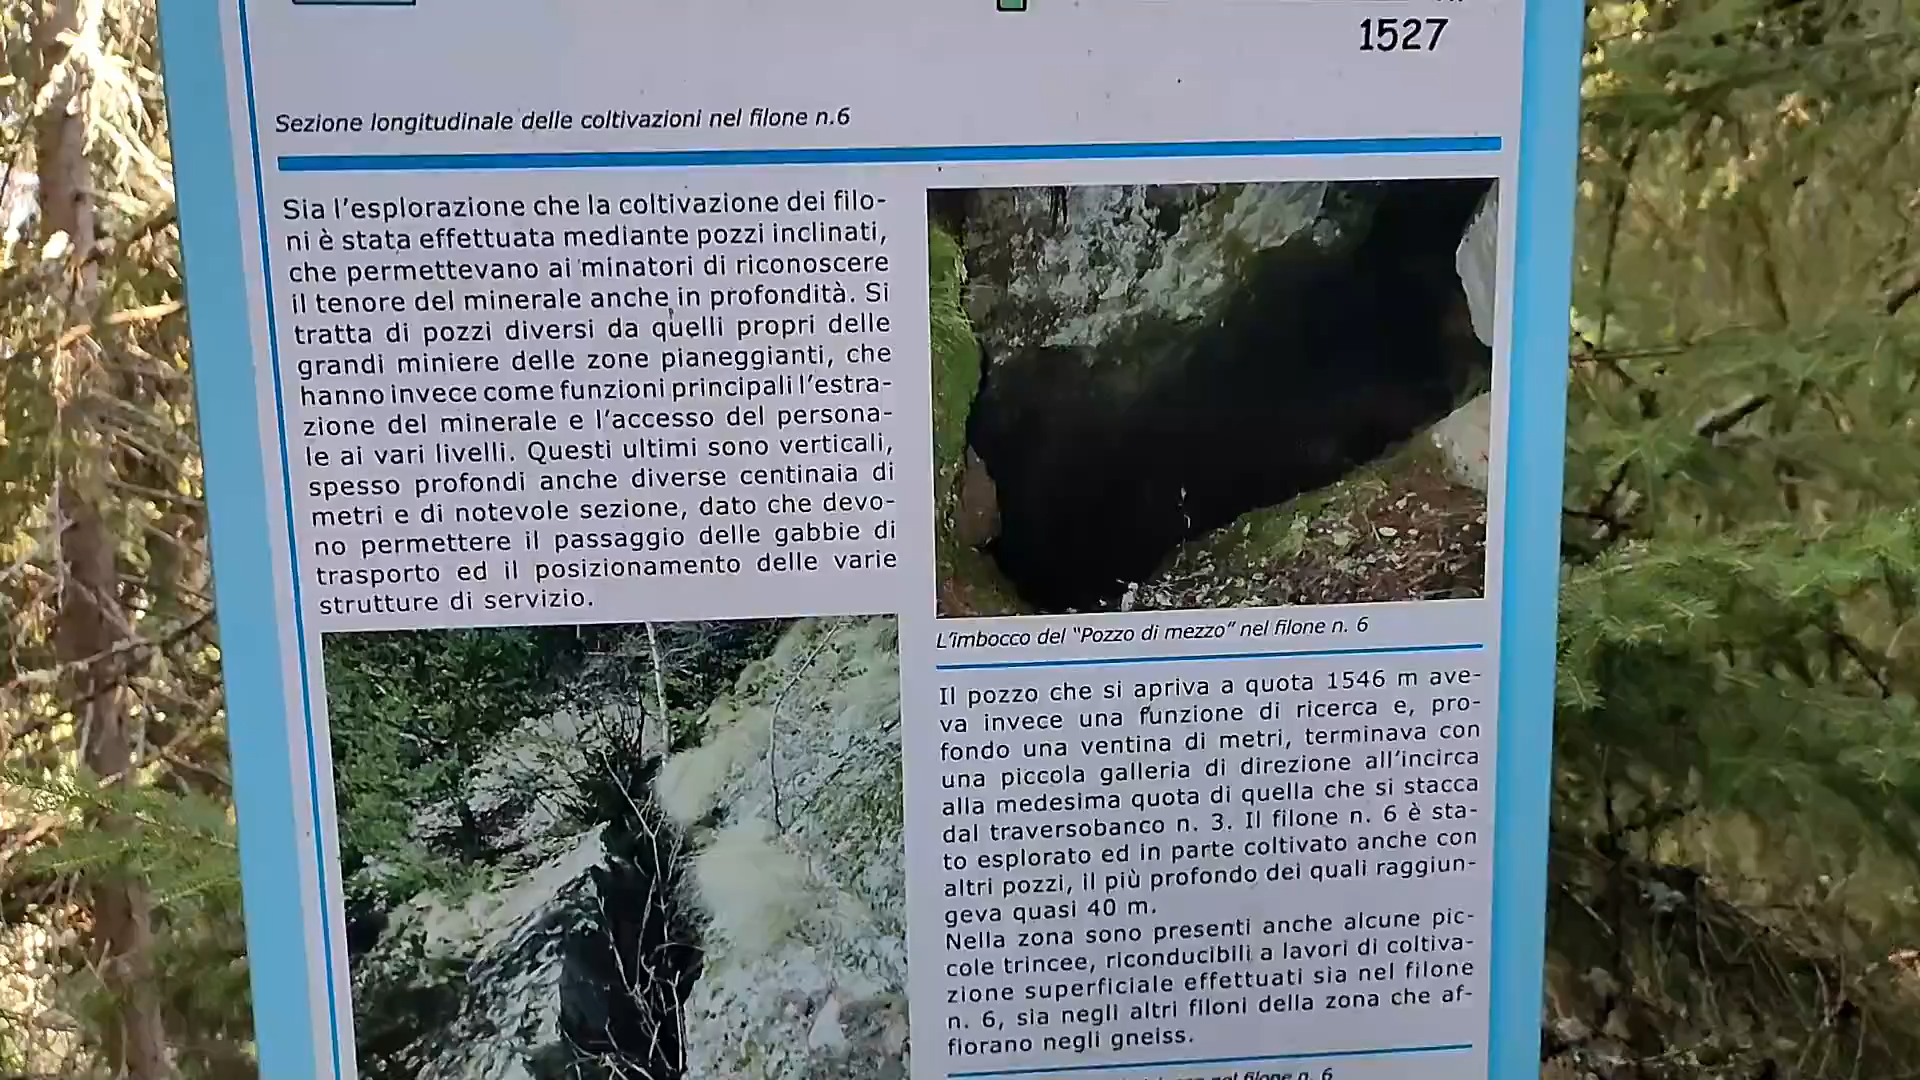 1527
Sezione longitudinale delle coltivazioni nel filone n.6
Sia l'esplorazione che la coltivazione dei filo-
ni è stata effettuata mediante pozzi inclinati,
che permettevano ai minatori di riconoscere
il tenore del minerale anche in profondità. Si
tratta di pozzi diversi da quelli propri delle
grandi miniere delle zone pianeggianti, che
hanno invece come funzioni principali l'estra-
zione del minerale e l'accesso del persona-
le ai vari livelli. Questi ultimi sono verticali,
spesso profondi anche diverse centinaia di
metri e di notevole sezione, dato che devo-
no permettere il passaggio delle gabbie di
trasporto ed il posizionamento delle varie
strutture di servizio.
L'imbocco del "Pozzo di mezzo" nel filone n. 6
Il pozzo che si apriva a quota 1546 m ave-
va invece una funzione di ricerca e, pro-
fondo una ventina di metri, terminava con
una piccola galleria di direzione all'incirca
alla medesima quota di quella che si stacca
dal traversobanco n. 3. Il filone n. 6 è sta-
to esplorato ed in parte coltivato anche con
altri pozzi, il più profondo dei quali raggiun-
geva quasi 40 m.
Nella zona sono presenti anche alcune pic-
cole trincee, riconducibili a lavori di coltiva-
zione superficiale effettuati sia nel filone
n. 6, sia negli altri filoni della zona che af-
fiorano negli gneiss.
nel filone n. 6